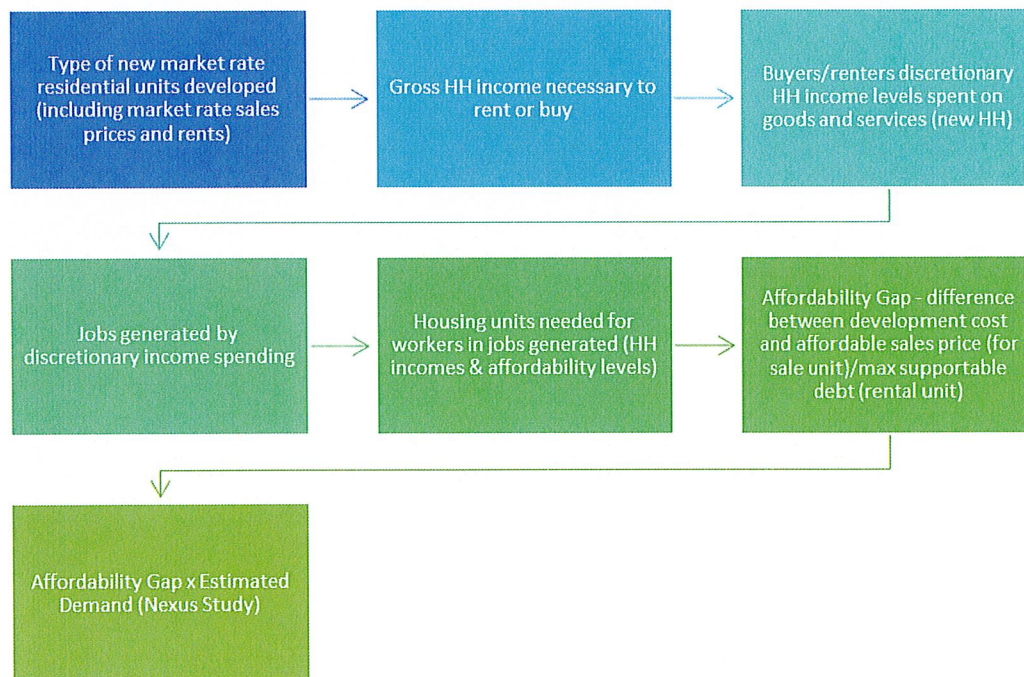 Type of new market rate
residential units developed
(including market rate sales
prices and rents)
Gross HH income necessary to
rent or buy
Buyers/renters discretionary
HH income levels spent on
goods and services (new HH)
Jobs generated by
discretionary income spending
Housing units needed for
workers in jobs generated (HH
incomes & affordability levels)
Affordability Gap - difference
between development cost
and affordable sales price (for
sale unit)/max supportable
debt (rental unit)
Affordability Gap x Estimated
Demand (Nexus Study)